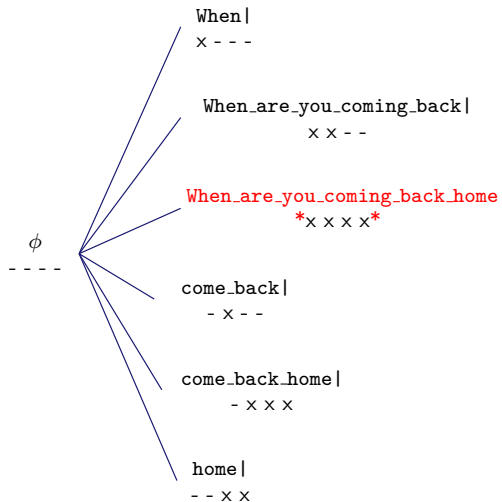 When|
x - - -
When_are_you_coming_back|
x x - -
When_are_you_coming_back_home
*x x x x*
ϕ
- - - -
come_back|
- x - -
come_back_home|
- x x x
home|
- - x x